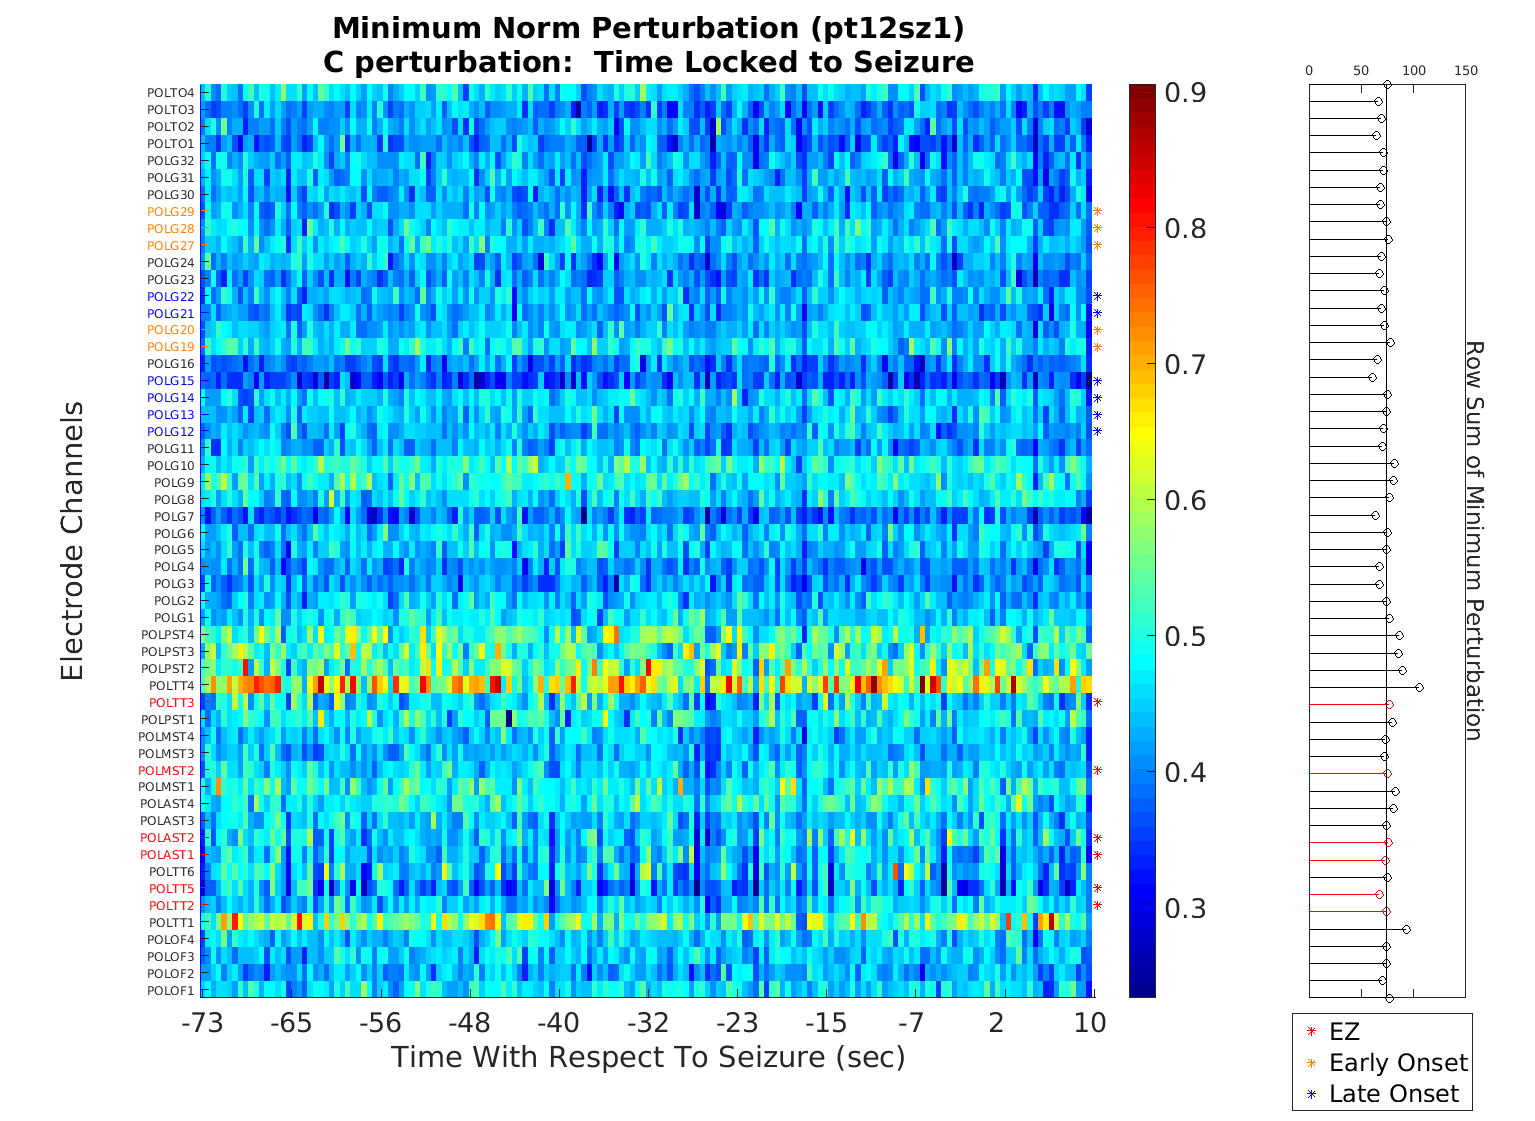 Minimum Norm Perturbation (pt12sz1)
C perturbation: Time Locked to Seizure
Electrode Channels
POLTO4
POLTO3
POLTO2
POLTO1
POLG32
POLG31
POLG30
POLG29
POLG28
POLG27
POLG24
POLG23
POLG22
POLG21
POLG20
POLG19
POLG16
POLG15
POLG14
POLG13
POLG12
POLG11
POLG10
POLG9
POLG8
POLG7
POLG6
POLG5
POLG4
POLG3
POLG2
POLG1
POLPST4
POLPST3
POLPST2
POLTT4
POLTT3
POLPST1
POLMST4
POLMST3
POLMST2
POLMST1
POLAST4
POLAST3
POLAST2
POLAST1
POLTT6
POLTT5
POLTT2
POLTT1
POLOF4
POLOF3
POLOF2
POLOF1
-73 -65 -56 -48 -40 -32 -23 -15 -7 2 10
Time With Respect To Seizure (sec)
0.9
0.8
0.7
0.6
0.5
0.4
0.3
0 50 100 150
Row Sum of Minimum Perturbation
EZ
Early Onset
Late Onset